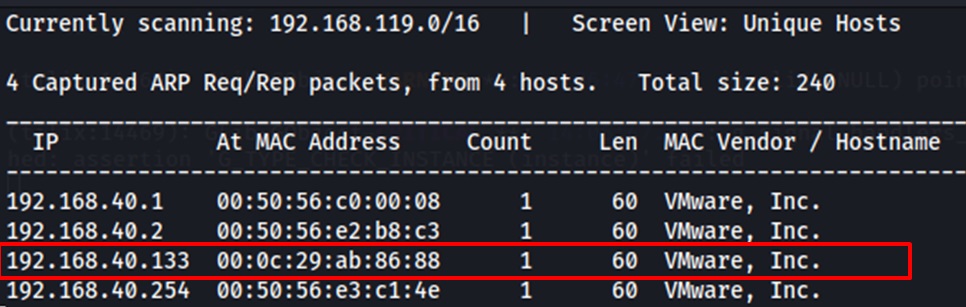 Currently scanning: 192.168.119.0/16   |   Screen View: Unique Hosts
4 Captured ARP Req/Rep packets, from 4 hosts.   Total size: 240
_____________________________________________________________________________
IP            At MAC Address     Count     Len  MAC Vendor / Hostname
-----------------------------------------------------------------------------
192.168.40.1    00:50:56:c0:00:08      1      60  VMware, Inc.
192.168.40.2    00:50:56:e2:b8:c3      1      60  VMware, Inc.
192.168.40.133  00:0c:29:ab:86:88      1      60  VMware, Inc.
192.168.40.254  00:50:56:e3:c1:4e      1      60  VMware, Inc.